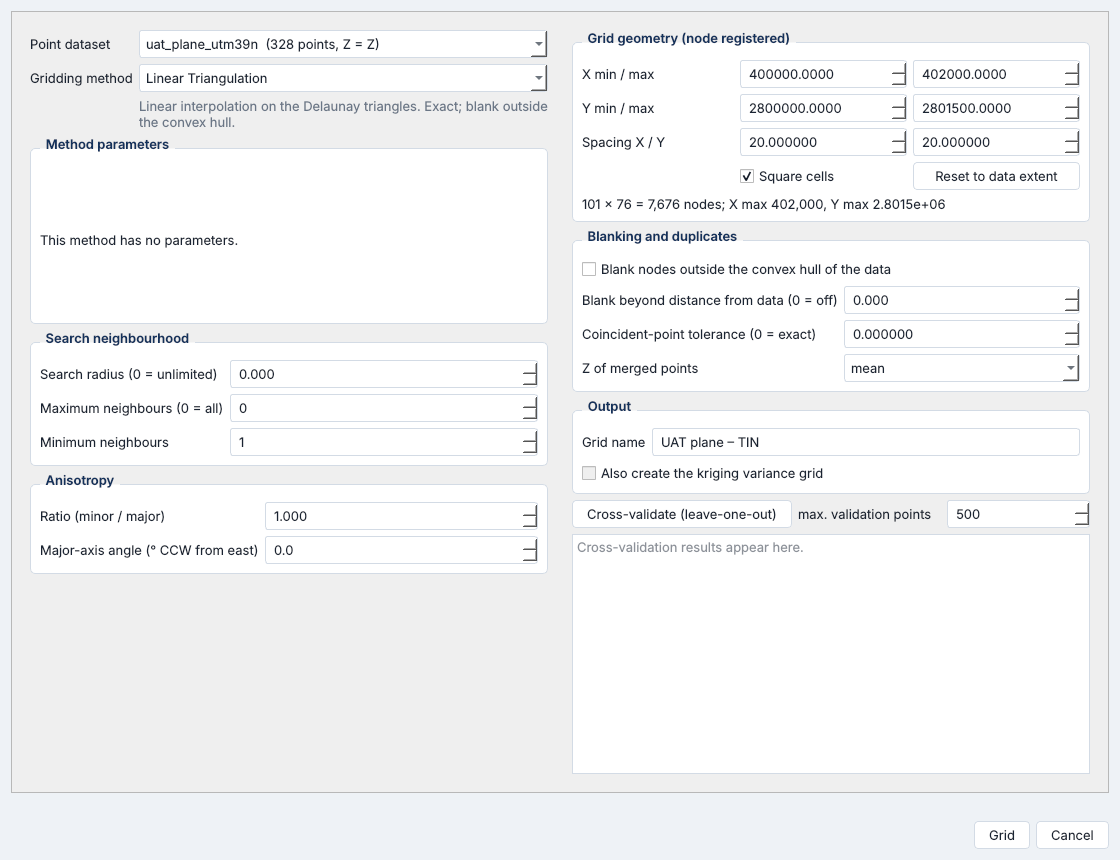 Point dataset
uat_plane_utm39n (328 points, Z = Z)
Gridding method
Linear Triangulation
Linear interpolation on the Delaunay triangles. Exact; blank outside
the convex hull.
Method parameters
This method has no parameters.
Search neighbourhood
Search radius (0 = unlimited)
0.000
Maximum neighbours (0 = all)
0
Minimum neighbours
1
Anisotropy
Ratio (minor / major)
1.000
Major-axis angle (° CCW from east)
0.0
Grid geometry (node registered)
X min / max
400000.0000
402000.0000
Y min / max
2800000.0000
2801500.0000
Spacing X / Y
20.000000
20.000000
Square cells
Reset to data extent
101 × 76 = 7,676 nodes; X max 402,000, Y max 2.8015e+06
Blanking and duplicates
Blank nodes outside the convex hull of the data
Blank beyond distance from data (0 = off)
0.000
Coincident-point tolerance (0 = exact)
0.000000
Z of merged points
mean
Output
Grid name
UAT plane – TIN
Also create the kriging variance grid
Cross-validate (leave-one-out)
max. validation points
500
Cross-validation results appear here.
Grid
Cancel